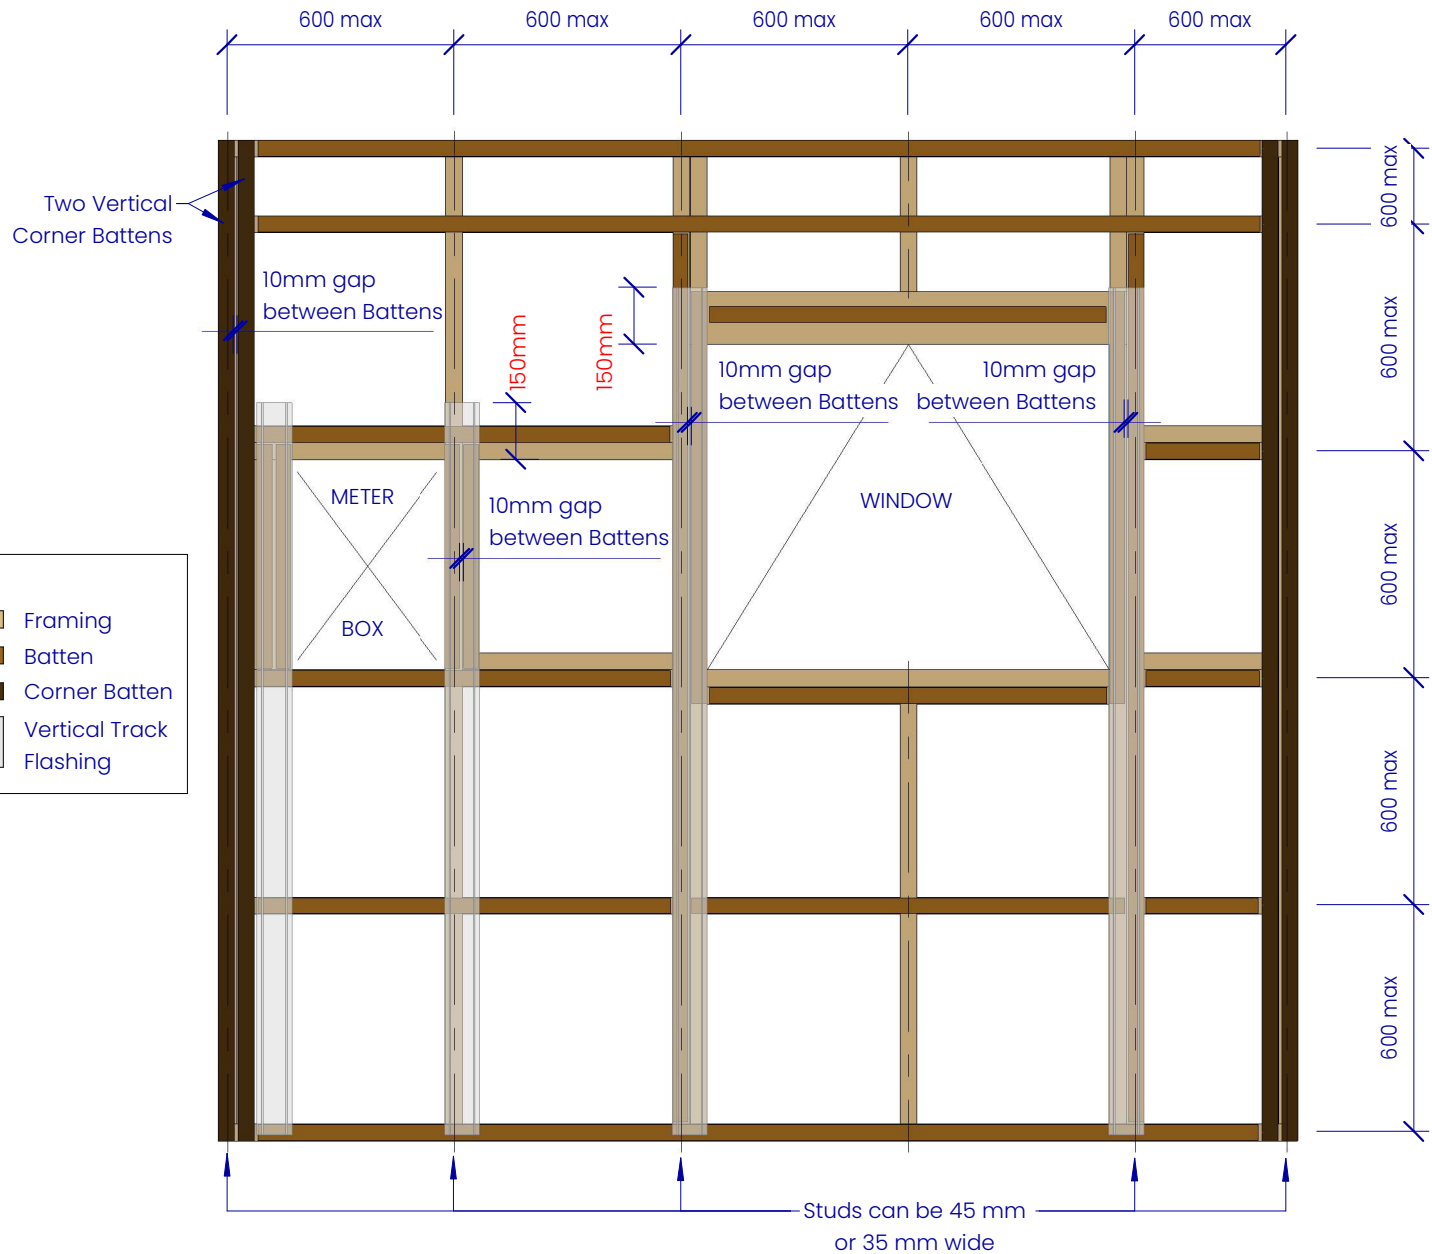 600 max
600 max
600 max
600 max
600 max
Two Vertical
Corner Battens
10mm gap
between Battens
150mm
150mm
10mm gap
between Battens
10mm gap
between Battens
METER
BOX
10mm gap
between Battens
WINDOW
600 max
600 max
600 max
600 max
600 max
Framing
Batten
Corner Batten
Vertical Track
Flashing
Studs can be 45 mm
or 35 mm wide